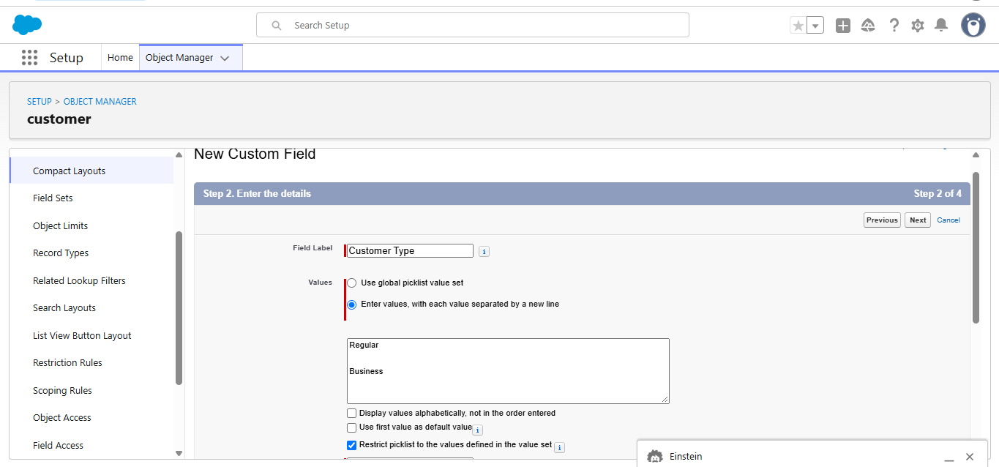 Search Setup
Setup
Home
Object Manager
SETUP > OBJECT MANAGER
customer
Compact Layouts
Field Sets
Object Limits
Record Types
Related Lookup Filters
Search Layouts
List View Button Layout
Restriction Rules
Scoping Rules
Object Access
Field Access
New Custom Field
Step 2. Enter the details
Step 2 of 4
Previous
Next
Cancel
Field Label
Customer Type
Values
Use global picklist value set
Enter values, with each value separated by a new line
Regular
Business
Display values alphabetically, not in the order entered
Use first value as default value
Restrict picklist to the values defined in the value set
Einstein